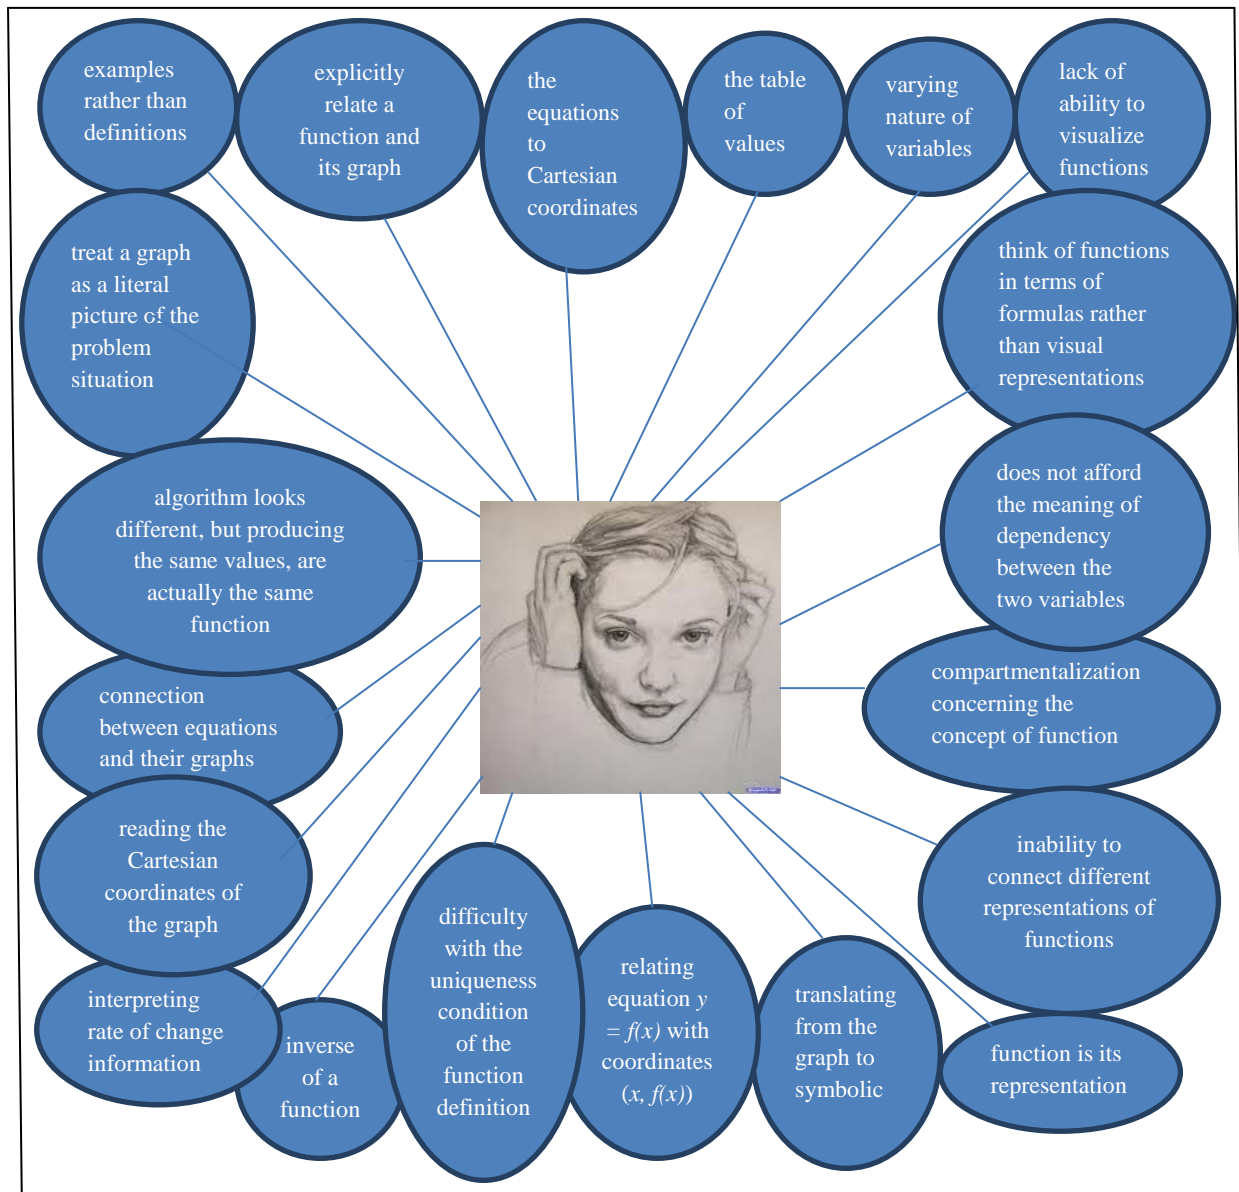 examples
rather than
definitions
explicitly
relate a
function and
its graph
the
equations
to
Cartesian
coordinates
the table
of
values
varying
nature of
variables
lack of
ability to
visualize
functions
treat a graph
as a literal
picture of the
problem
situation
think of functions
in terms of
formulas rather
than visual
representations
algorithm looks
different, but producing
the same values, are
actually the same
function
does not afford
the meaning of
dependency
between the
two variables
connection
between equations
and their graphs
compartmentalization
concerning the
concept of function
reading the
Cartesian
coordinates of
the graph
inability to
connect different
representations of
functions
interpreting
rate of change
information
inverse
of a
function
difficulty
with the
uniqueness
condition
of the
function
definition
relating
equation y
= f(x) with
coordinates
(x, f(x))
translating
from the
graph to
symbolic
function is its
representation